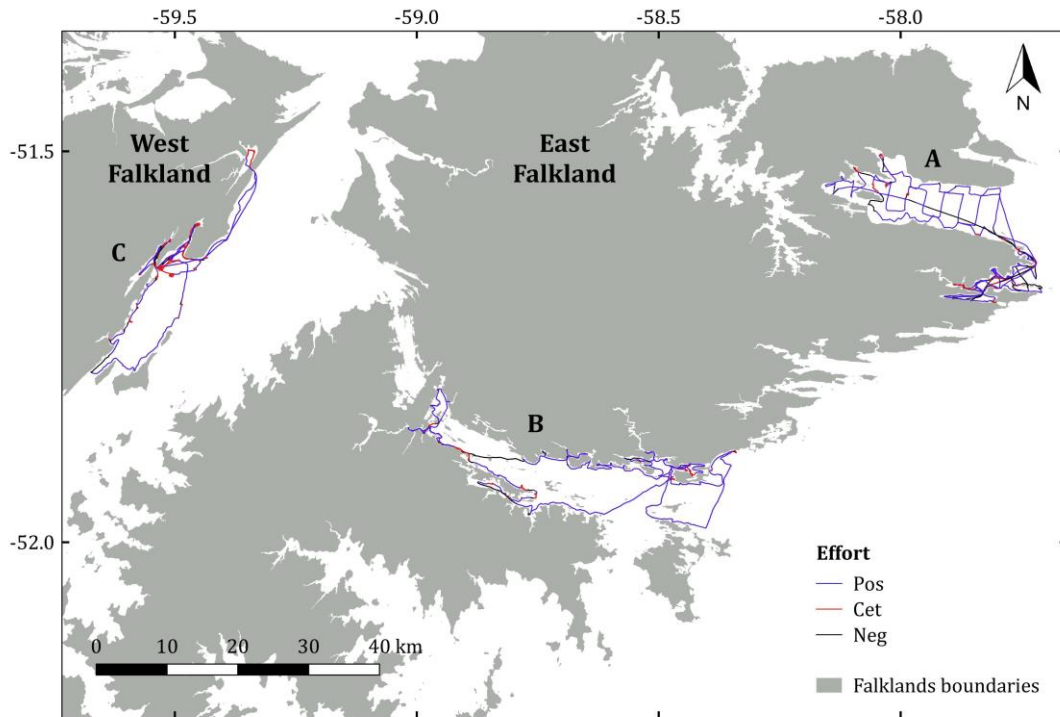 -59.5 -59.0 -58.5 -58.0
N
-51.5
West
Falkland
East
Falkland
A
C
B
-52.0
Effort
Pos
Cet
Neg
0 10 20 30 40 km
Falklands boundaries